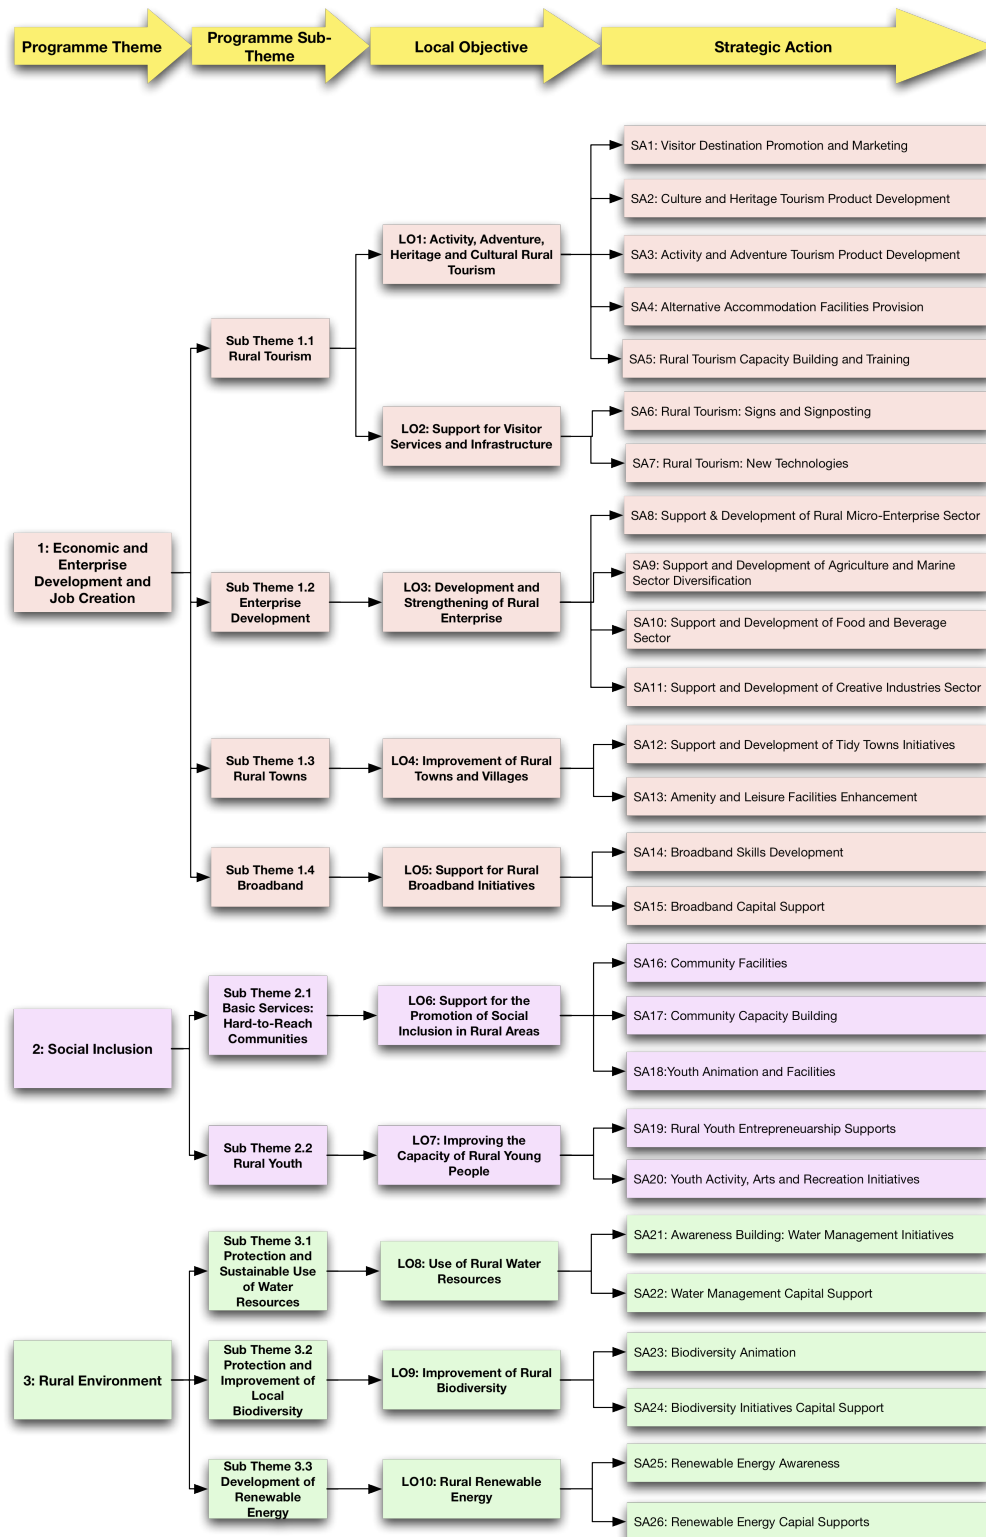 Programme Theme
Programme Sub-
Theme
Local Objective
Strategic Action
1: Economic and
Enterprise
Development and
Job Creation
Sub Theme 1.1
Rural Tourism
LO1: Activity, Adventure,
Heritage and Cultural Rural
Tourism
SA1: Visitor Destination Promotion and Marketing
SA2: Culture and Heritage Tourism Product Development
SA3: Activity and Adventure Tourism Product Development
SA4: Alternative Accommodation Facilities Provision
SA5: Rural Tourism Capacity Building and Training
LO2: Support for Visitor
Services and Infrastructure
SA6: Rural Tourism: Signs and Signposting
SA7: Rural Tourism: New Technologies
Sub Theme 1.2
Enterprise
Development
LO3: Development and
Strengthening of Rural
Enterprise
SA8: Support & Development of Rural Micro-Enterprise Sector
SA9: Support and Development of Agriculture and Marine
Sector Diversification
SA10: Support and Development of Food and Beverage
Sector
SA11: Support and Development of Creative Industries Sector
Sub Theme 1.3
Rural Towns
LO4: Improvement of Rural
Towns and Villages
SA12: Support and Development of Tidy Towns Initiatives
SA13: Amenity and Leisure Facilities Enhancement
Sub Theme 1.4
Broadband
LO5: Support for Rural
Broadband Initiatives
SA14: Broadband Skills Development
SA15: Broadband Capital Support
2: Social Inclusion
Sub Theme 2.1
Basic Services:
Hard-to-Reach
Communities
LO6: Support for the
Promotion of Social
Inclusion in Rural Areas
SA16: Community Facilities
SA17: Community Capacity Building
SA18:Youth Animation and Facilities
Sub Theme 2.2
Rural Youth
LO7: Improving the
Capacity of Rural Young
People
SA19: Rural Youth Entrepreneuarship Supports
SA20: Youth Activity, Arts and Recreation Initiatives
3: Rural Environment
Sub Theme 3.1
Protection and
Sustainable Use
of Water
Resources
LO8: Use of Rural Water
Resources
SA21: Awareness Building: Water Management Initiatives
SA22: Water Management Capital Support
Sub Theme 3.2
Protection and
Improvement of
Local
Biodiversity
LO9: Improvement of Rural
Biodiversity
SA23: Biodiversity Animation
SA24: Biodiversity Initiatives Capital Support
Sub Theme 3.3
Development of
Renewable
Energy
LO10: Rural Renewable
Energy
SA25: Renewable Energy Awareness
SA26: Renewable Energy Capial Supports